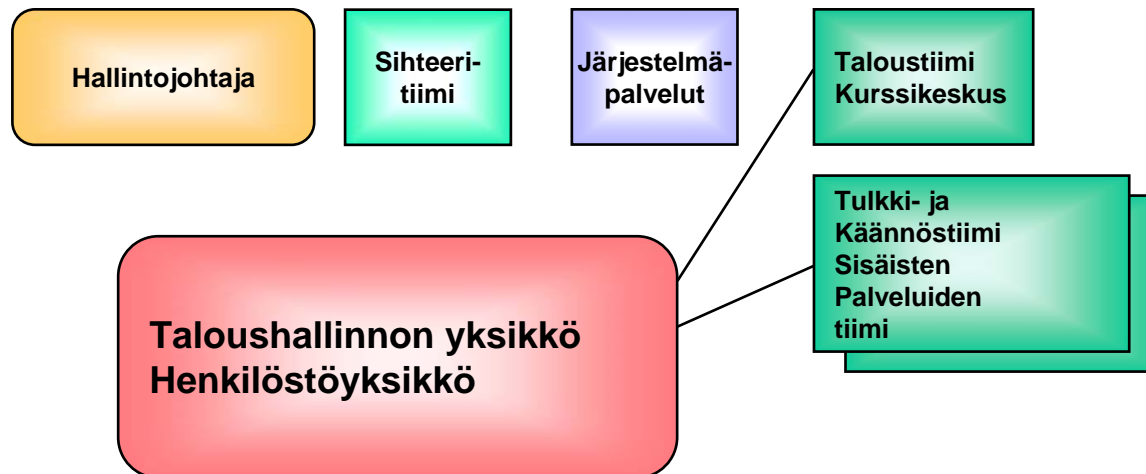 Hallintojohtaja
Sihteeri-
tiimi
Järjestelmä-
palvelut
Taloustiimi
Kurssikeskus
Tulkki- ja
Käännöstiimi
Sisäisten
Palveluiden
tiimi
Taloushallinnon yksikkö
Henkilöstöyksikkö